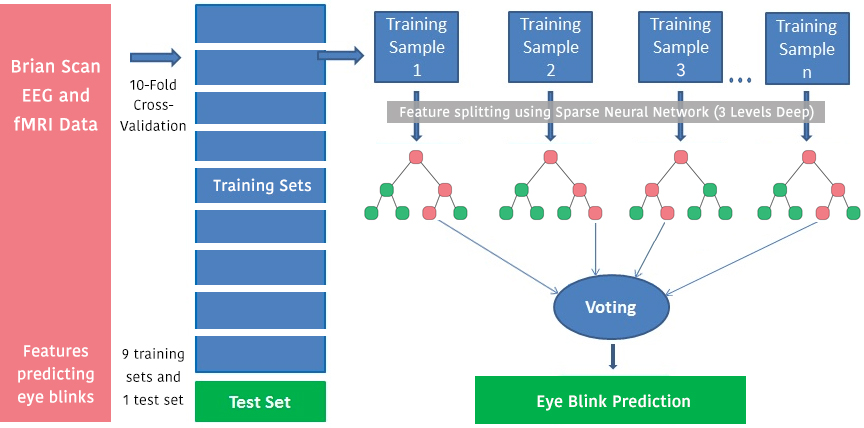 Brian Scan
EEG and
fMRI Data
10-Fold
Cross-
Validation
Features
predicting
eye blinks
9 training
sets and
1 test set
Training Sets
Test Set
Training
Sample
1
Training
Sample
2
Training
Sample
3
...
Training
Sample
n
Feature splitting using Sparse Neural Network (3 Levels Deep)
Voting
Eye Blink Prediction